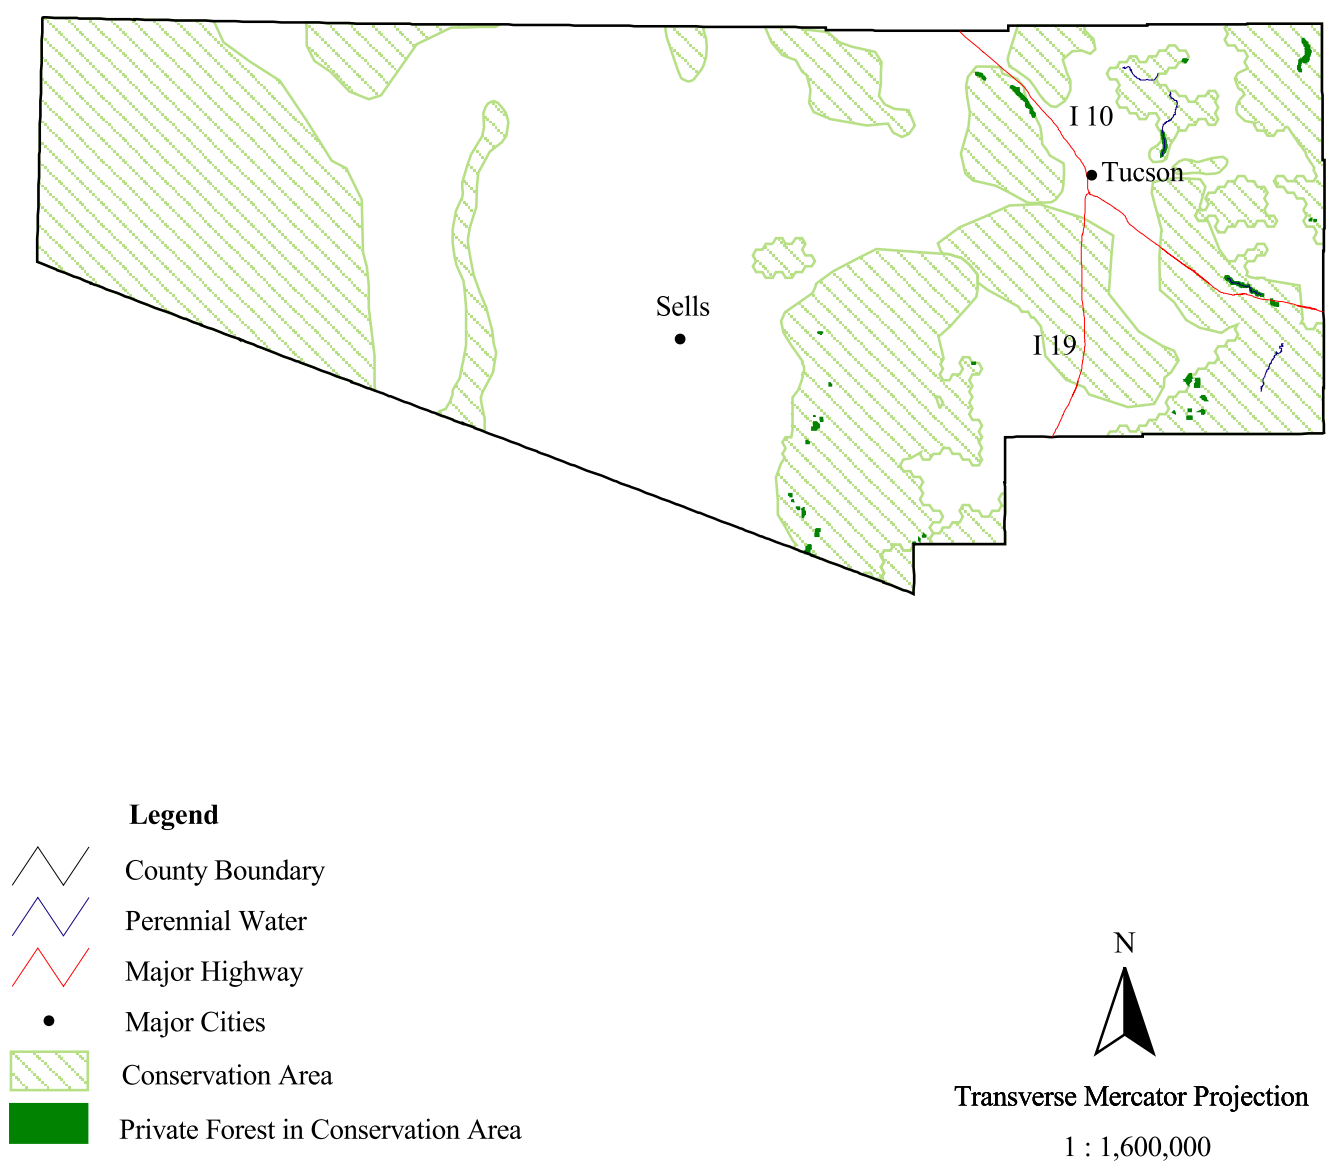 I 10
Tucson
Sells
I 19
Legend
County Boundary
Perennial Water
Major Highway
Major Cities
Conservation Area
Private Forest in Conservation Area
N
Transverse Mercator Projection
1 : 1,600,000